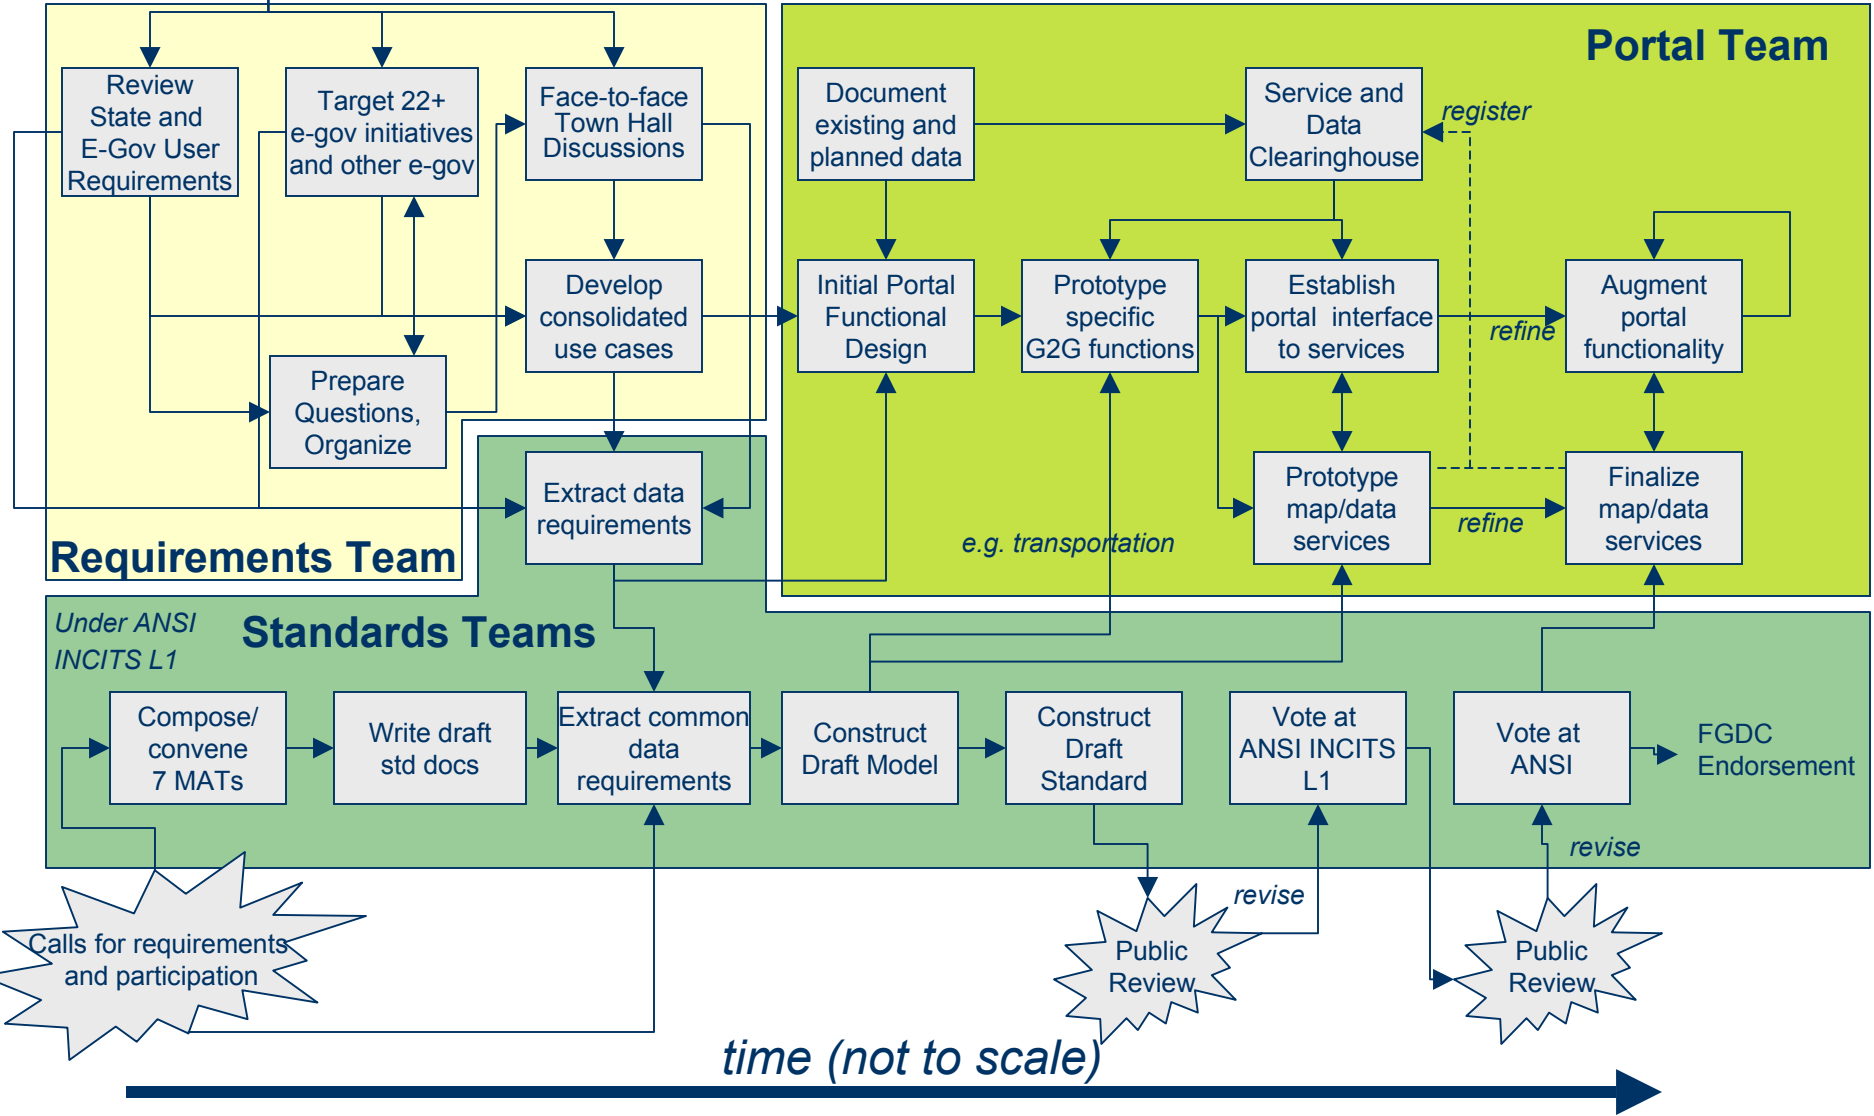 Portal Team
Review
State and
E-Gov User
Requirements
Target 22+
e-gov initiatives
and other e-gov
Face-to-face
Town Hall
Discussions
Document
existing and
planned data
Service and
Data
Clearinghouse
register
Develop
consolidated
use cases
Initial Portal
Functional
Design
Prototype
specific
G2G functions
Establish
portal interface
to services
refine
Augment
portal
functionality
Prepare
Questions,
Organize
Extract data
requirements
Prototype
map/data
services
refine
Finalize
map/data
services
e.g. transportation
Requirements Team
Under ANSI
INCITS L1
Standards Teams
Compose/
convene
7 MATs
Write draft
std docs
Extract common
data
requirements
Construct
Draft Model
Construct
Draft
Standard
Vote at
ANSI INCITS
L1
Vote at
ANSI
FGDC
Endorsement
revise
revise
Calls for requirements
and participation
Public
Review
Public
Review
time (not to scale)